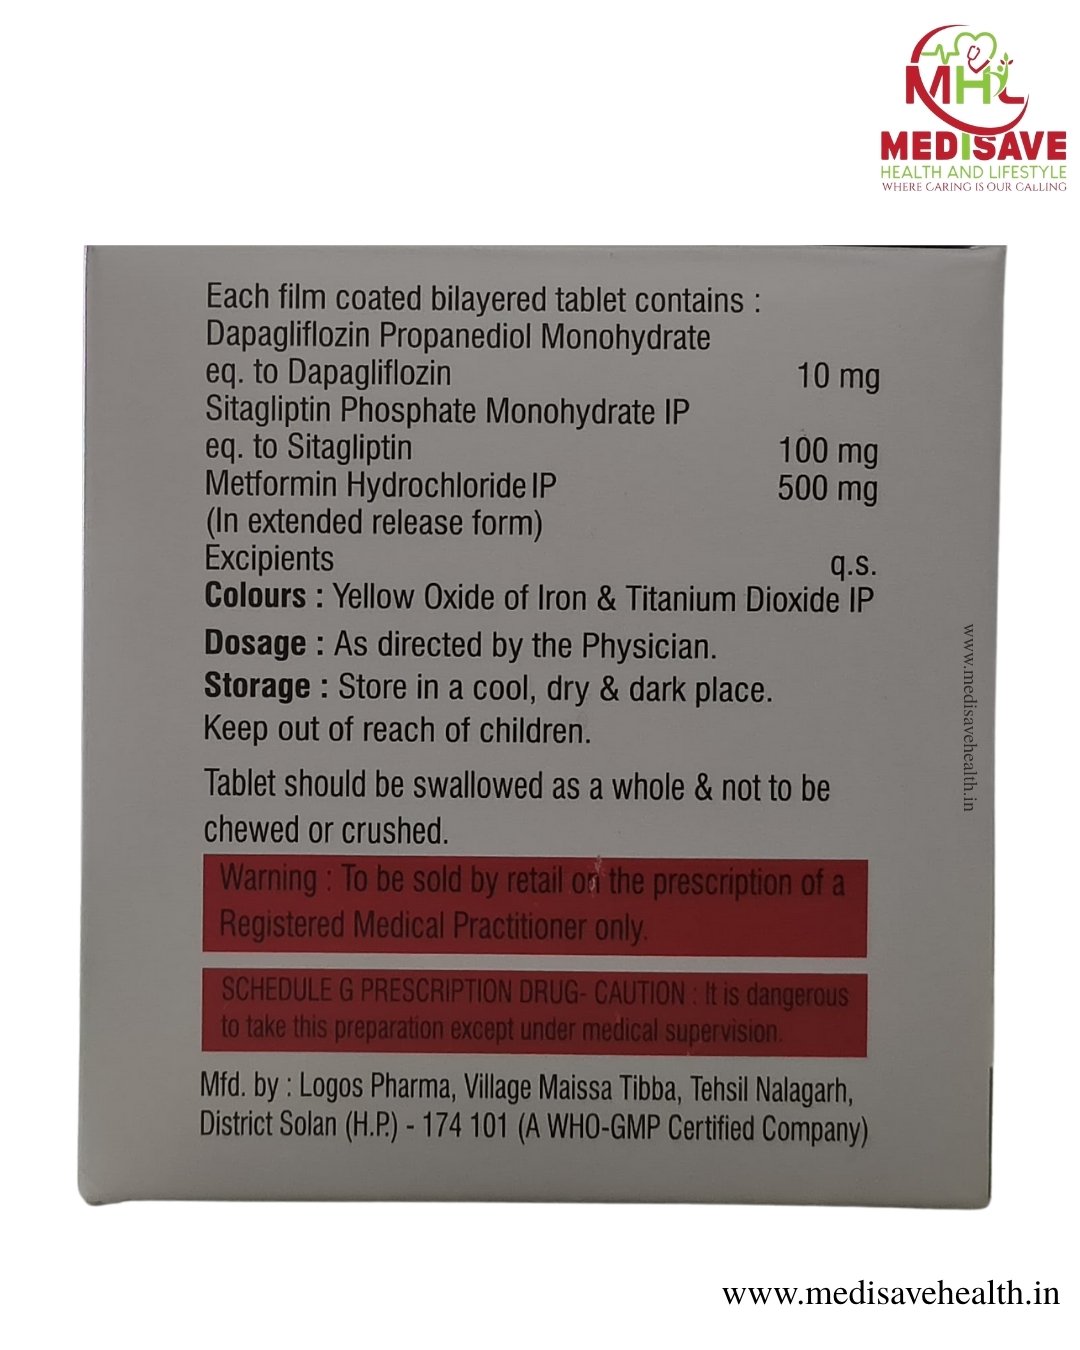 MHL
MEDISAVE
HEALTH AND LIFESTYLE
WHERE CARING IS OUR CALLING
Each film coated bilayered tablet contains :
Dapagliflozin Propanediol Monohydrate
eq. to Dapagliflozin 10 mg
Sitagliptin Phosphate Monohydrate IP
eq. to Sitagliptin 100 mg
Metformin Hydrochloride IP 500 mg
(In extended release form)
Excipients q.s.
Colours : Yellow Oxide of Iron & Titanium Dioxide IP
Dosage : As directed by the Physician.
Storage : Store in a cool, dry & dark place.
Keep out of reach of children.
Tablet should be swallowed as a whole & not to be
chewed or crushed.
Warning : To be sold by retail on the prescription of a
Registered Medical Practitioner only.
SCHEDULE G PRESCRIPTION DRUG- CAUTION : It is dangerous
to take this preparation except under medical supervision.
Mfd. by : Logos Pharma, Village Maissa Tibba, Tehsil Nalagarh,
District Solan (H.P.) - 174 101 (A WHO-GMP Certified Company)
www.medisavehealth.in
www.medisavehealth.in